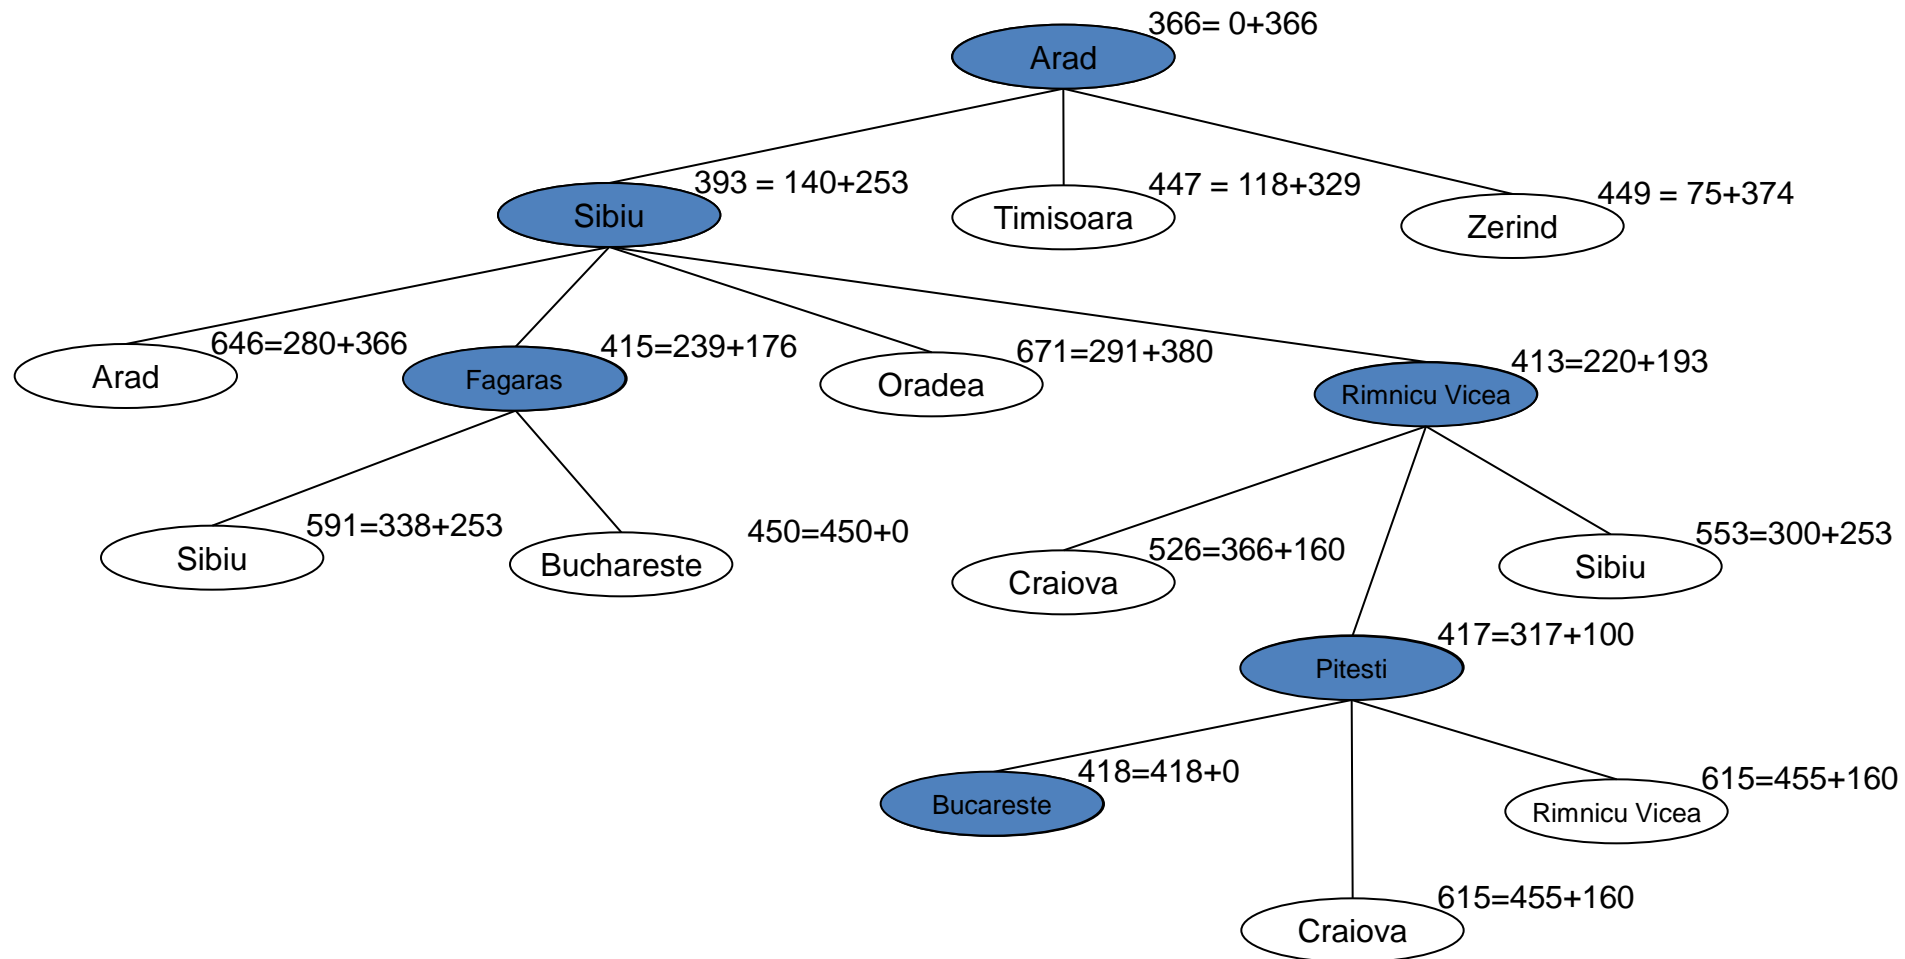 366= 0+366
Arad
393 = 140+253
Sibiu
447 = 118+329
Timisoara
449 = 75+374
Zerind
646=280+366
Arad
415=239+176
Fagaras
671=291+380
Oradea
413=220+193
Rimnicu Vicea
591=338+253
Sibiu
450=450+0
Buchareste
526=366+160
Craiova
553=300+253
Sibiu
417=317+100
Pitesti
418=418+0
Bucareste
615=455+160
Rimnicu Vicea
615=455+160
Craiova